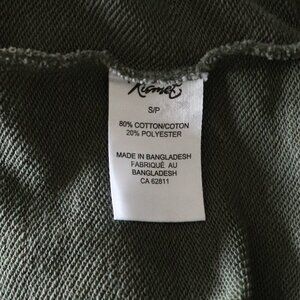 S/P
80% COTTON/COTON
20% POLYESTER
MADE IN BANGLADESH
FABRIQUÉ AU
BANGLADESH
CA 62811